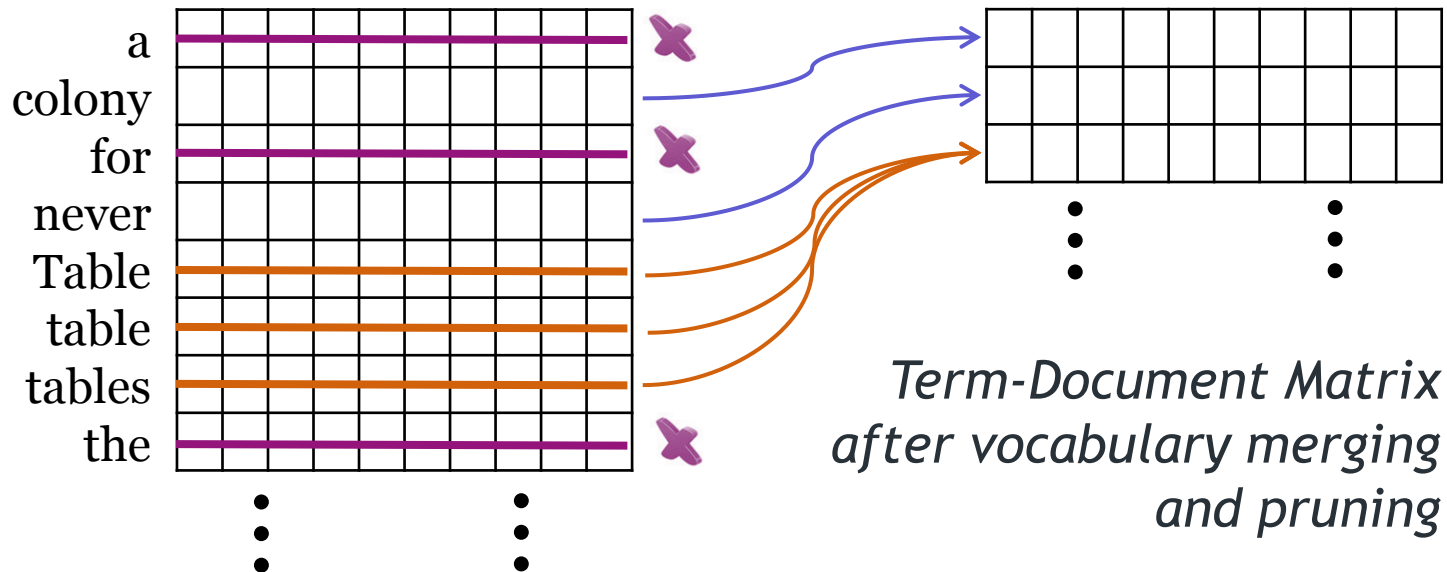 a
colony
for
never
Table
table
tables
the
Term-Document Matrix
after vocabulary merging
and pruning